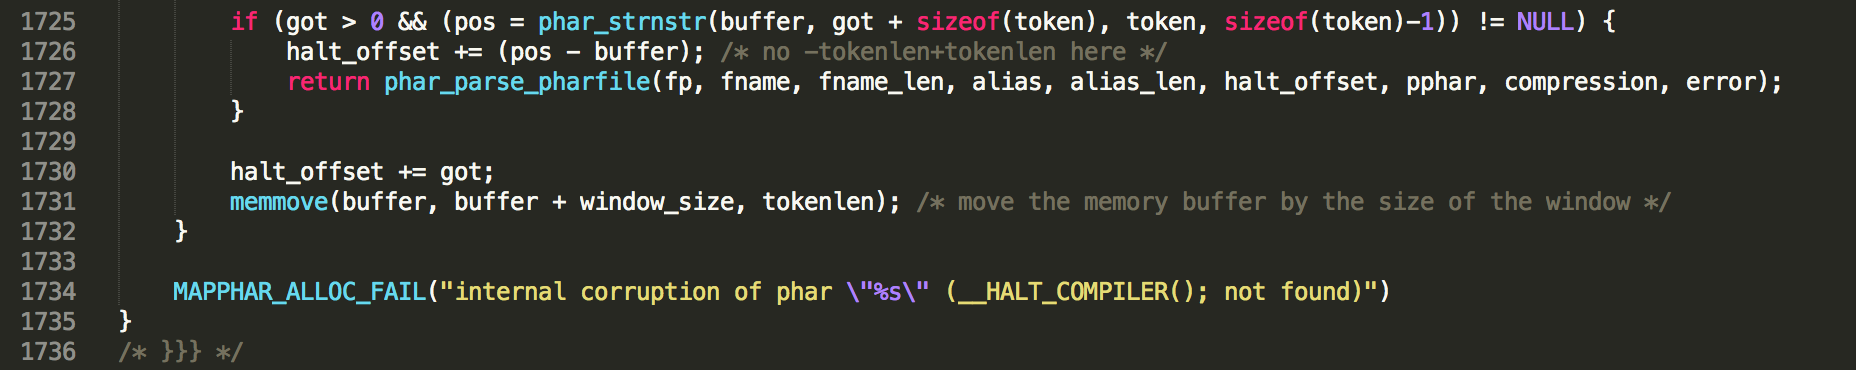 1725 if (got > 0 && (pos = phar_strnstr(buffer, got + sizeof(token), token, sizeof(token)-1)) != NULL) {
1726 halt_offset += (pos - buffer); /* no -tokenlen+tokenlen here */
1727 return phar_parse_pharfile(fp, fname, fname_len, alias, alias_len, halt_offset, pphar, compression, error);
1728 }
1729
1730 halt_offset += got;
1731 memmove(buffer, buffer + window_size, tokenlen); /* move the memory buffer by the size of the window */
1732 }
1733
1734 MAPPHAR_ALLOC_FAIL("internal corruption of phar \"%s\" (__HALT_COMPILER(); not found)")
1735 }
1736 /* }}} */